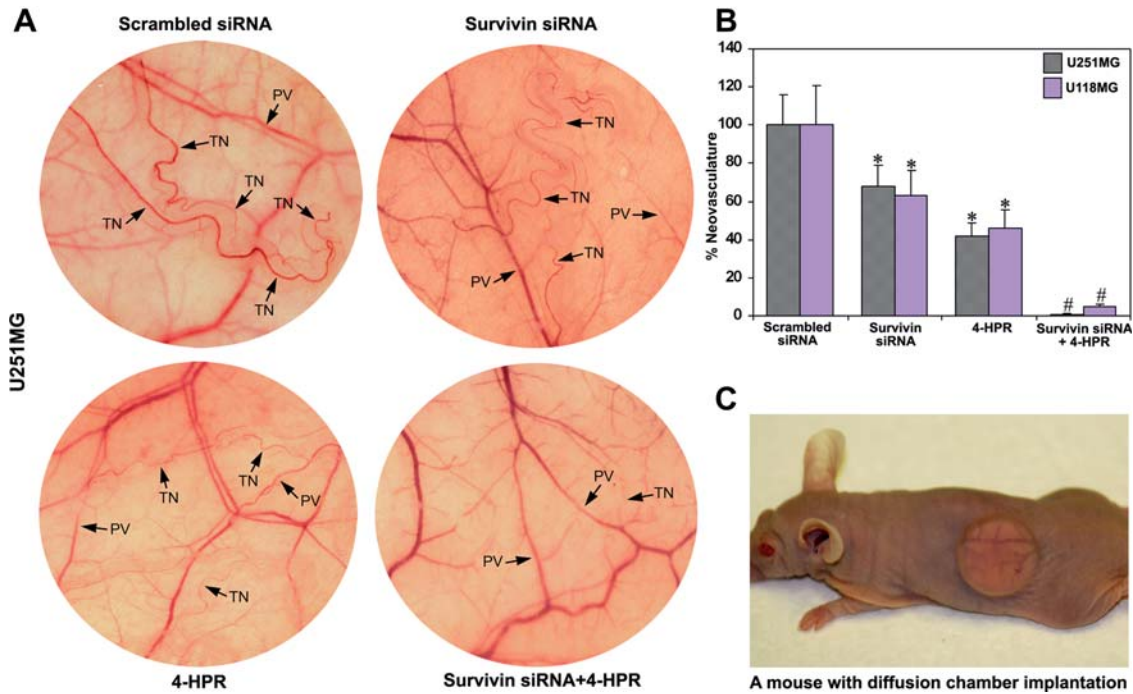 A
Scrambled siRNA
Survivin siRNA
PV
TN
TN
TN
TN
TN
TN
TN
PV
TN
PV
U251MG
TN
TN
PV
PV
TN
PV
TN
PV
4-HPR
Survivin siRNA+4-HPR
B
140
120
100
80
60
40
20
0
% Neovasculature
U251MG
U118MG
* *
* *
# #
Scrambled
siRNA
Survivin
siRNA
4-HPR
Survivin siRNA
+ 4-HPR
C
A mouse with diffusion chamber implantation